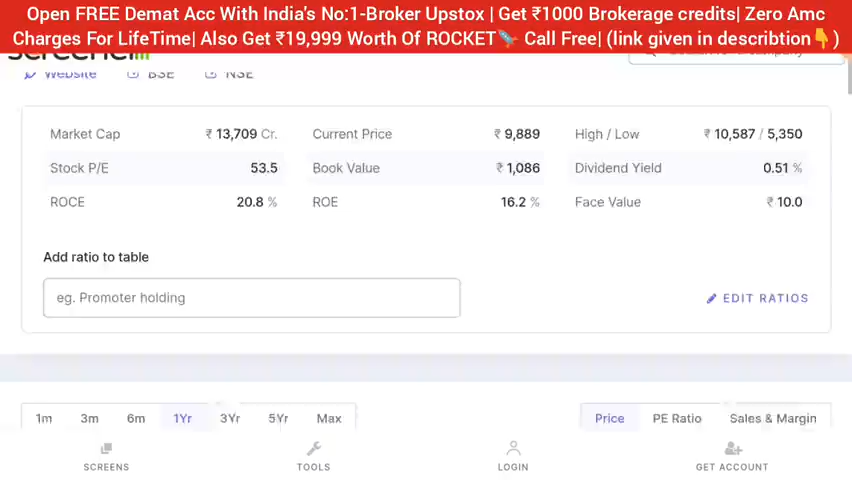 Open FREE Demat Acc With India's No:1-Broker Upstox | Get ₹1000 Brokerage credits| Zero Amc
Charges For LifeTime| Also Get ₹19,999 Worth Of ROCKET🚀 Call Free| (link given in describtion👇)
screener
Website BSE NSE
Market Cap ₹ 13,709 Cr. Current Price ₹ 9,889 High / Low ₹ 10,587 / 5,350
Stock P/E 53.5 Book Value ₹ 1,086 Dividend Yield 0.51 %
ROCE 20.8 % ROE 16.2 % Face Value ₹ 10.0
Add ratio to table
eg. Promoter holding EDIT RATIOS
1m 3m 6m 1Yr 3Yr 5Yr Max Price PE Ratio Sales & Margin
SCREENS TOOLS LOGIN GET ACCOUNT